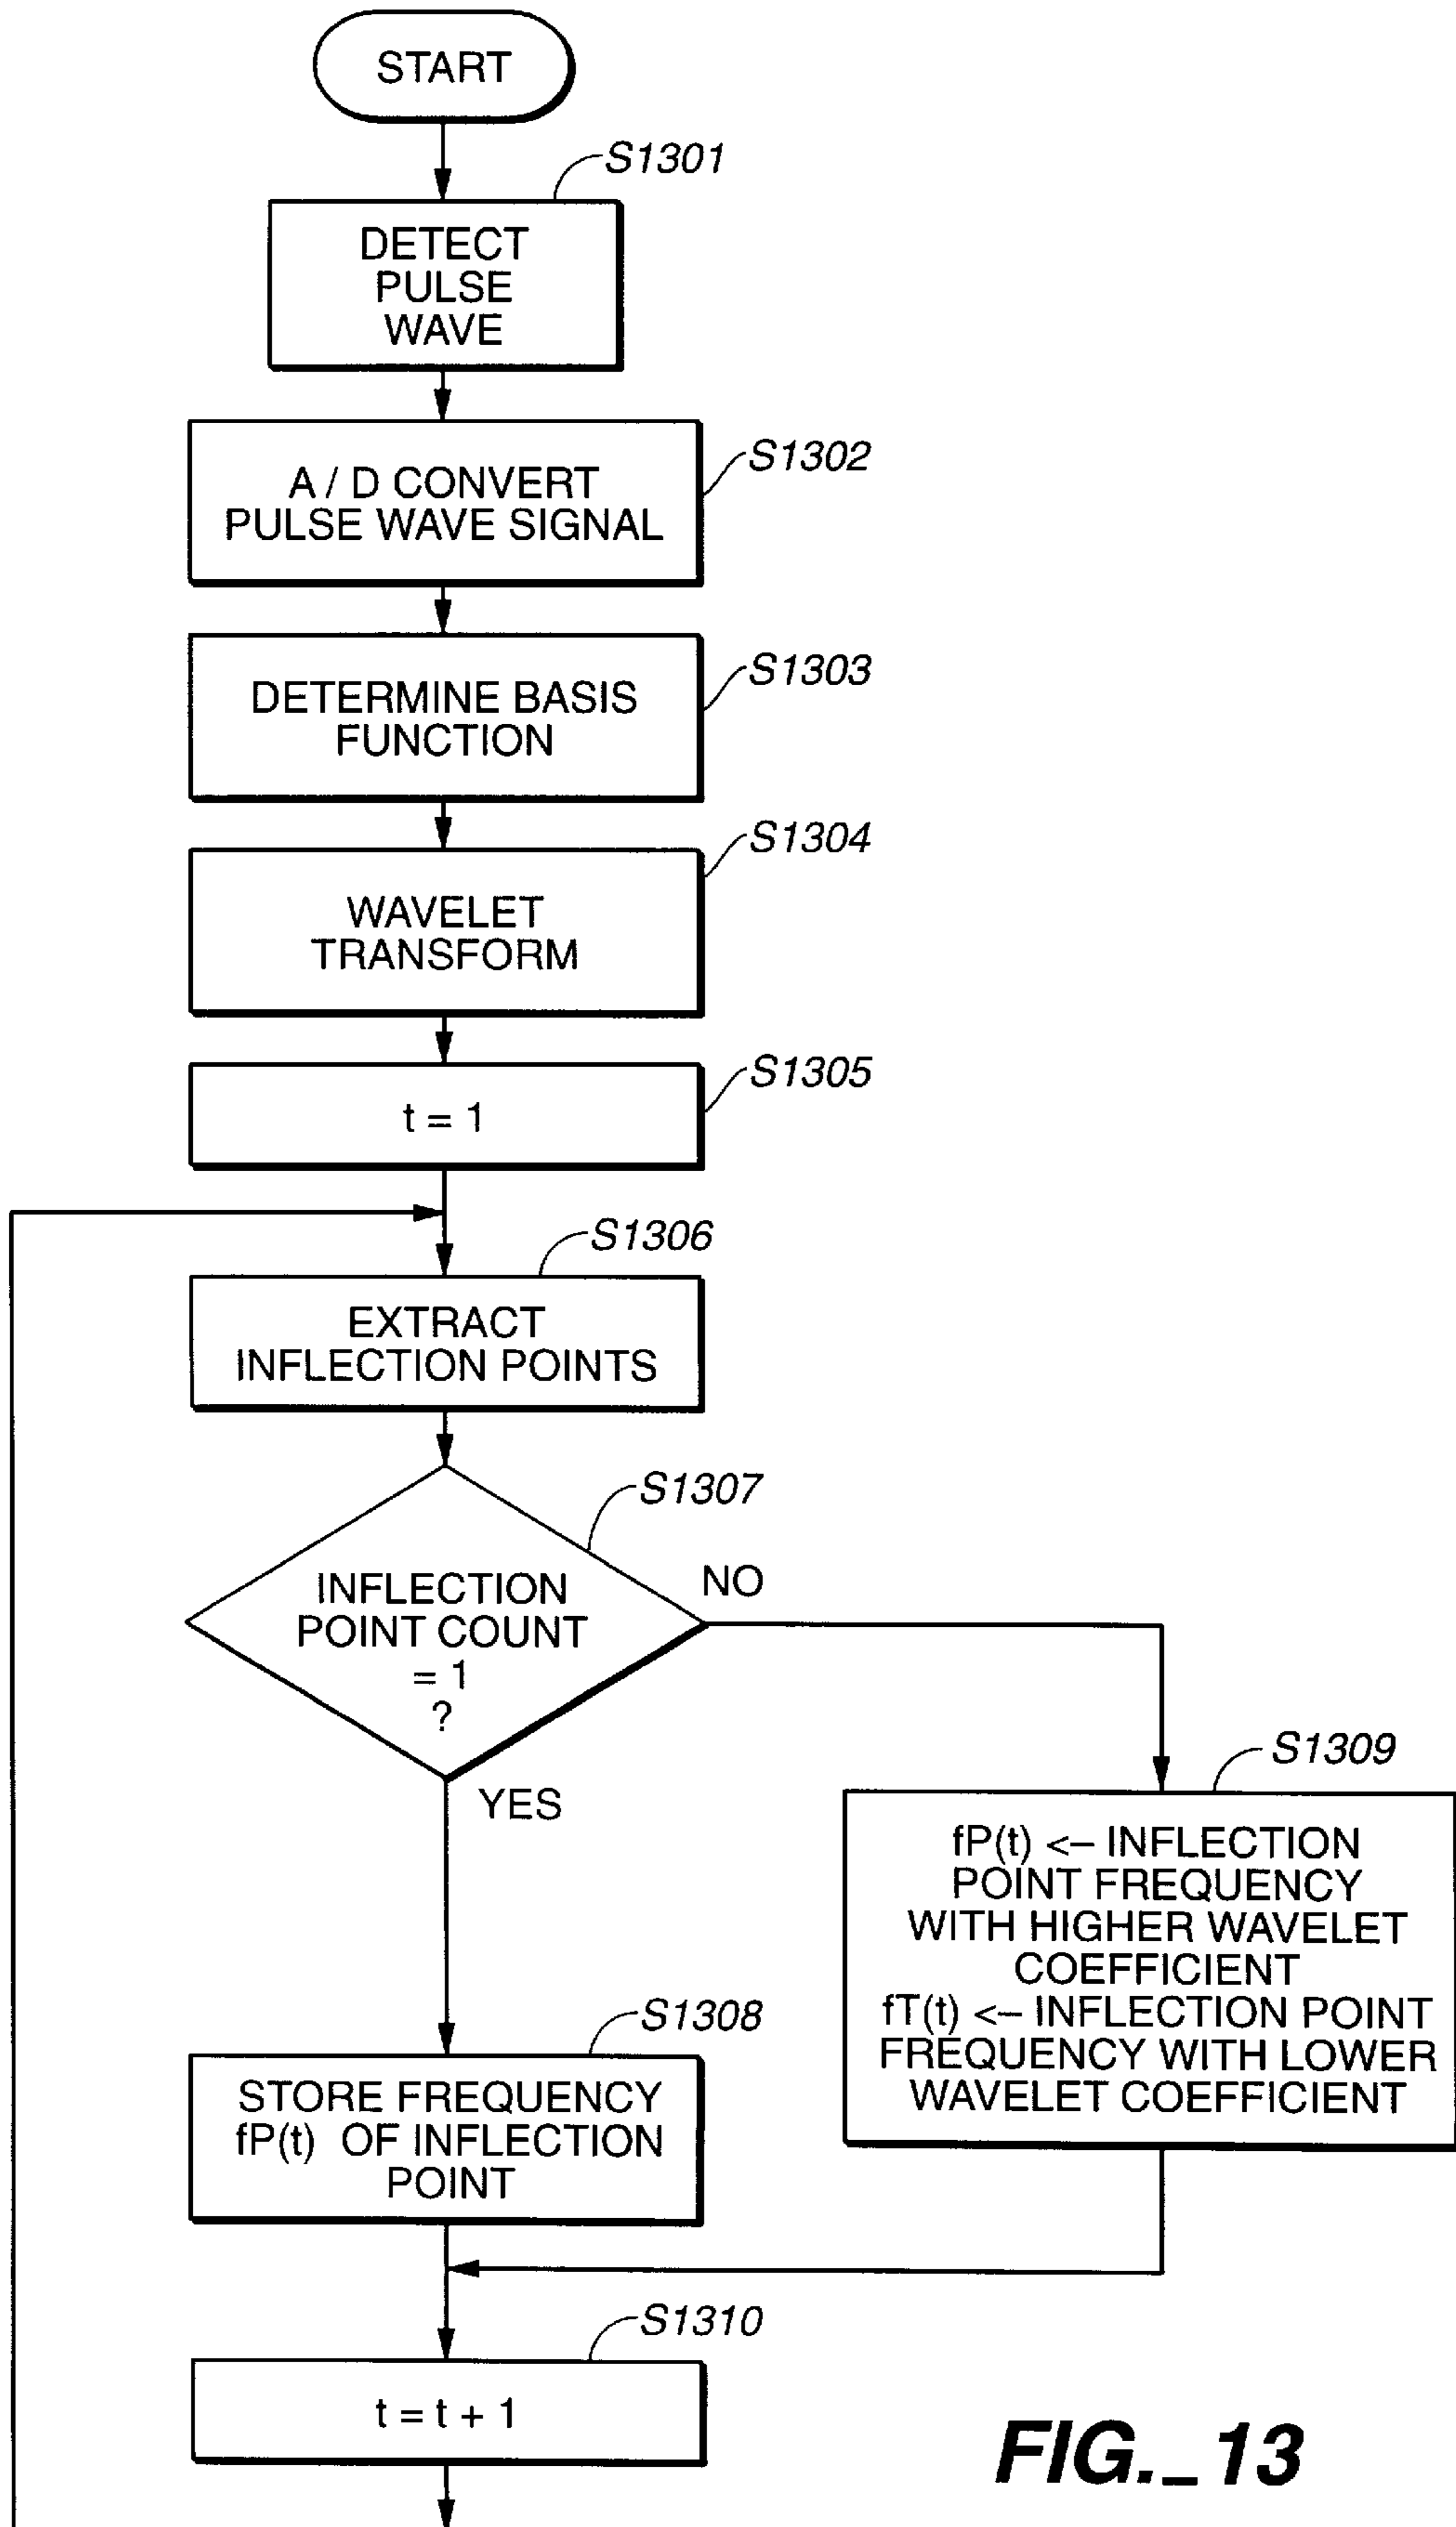 START
S1301
DETECT
PULSE
WAVE
S1302
A / D CONVERT
PULSE WAVE SIGNAL
S1303
DETERMINE BASIS
FUNCTION
S1304
WAVELET
TRANSFORM
S1305
t = 1
S1306
EXTRACT
INFLECTION POINTS
S1307
INFLECTION
POINT COUNT
= 1
?
NO
YES
S1309
fP(t) <– INFLECTION
POINT FREQUENCY
WITH HIGHER WAVELET
COEFFICIENT
fT(t) <– INFLECTION POINT
FREQUENCY WITH LOWER
WAVELET COEFFICIENT
S1308
STORE FREQUENCY
fP(t) OF INFLECTION
POINT
S1310
t = t + 1
FIG._13